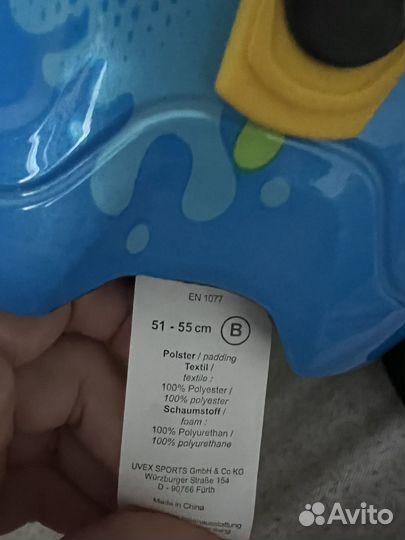 EN 1077
51 - 55 cm B
Polster / padding
Textil /
textile :
100% Polyester /
100% polyester
Schaumstoff /
foam :
100% Polyurethan /
100% polyurethane
UVEX SPORTS GmbH & Co KG
Würzburger Straße 154
D - 90766 Fürth
Made in China
Avito